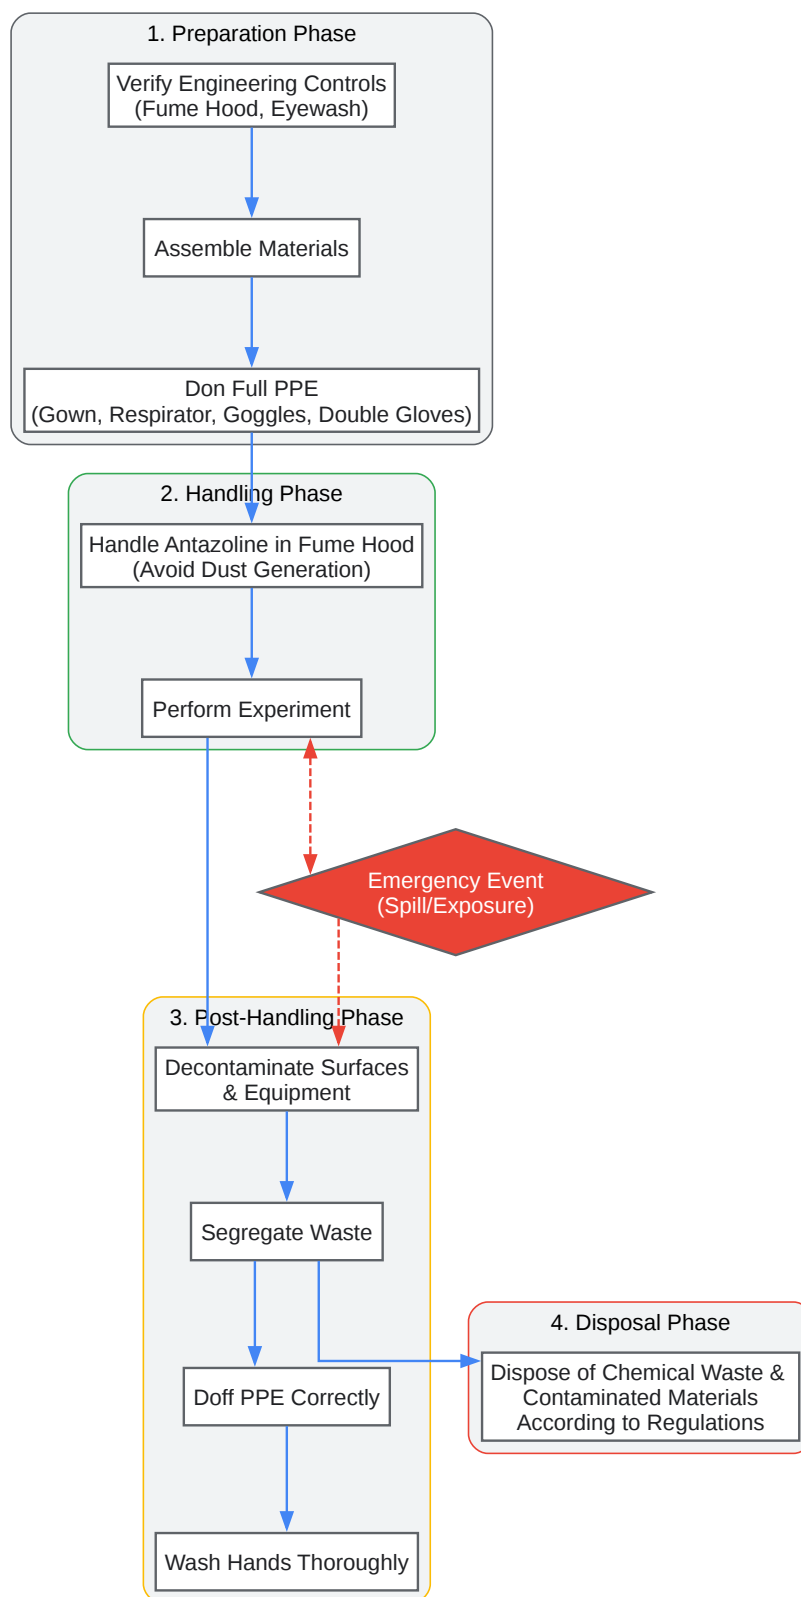 1. Preparation Phase
Verify Engineering Controls
(Fume Hood, Eyewash)
Assemble Materials
Don Full PPE
(Gown, Respirator, Goggles, Double Gloves)
2. Handling Phase
Handle Antazoline in Fume Hood
(Avoid Dust Generation)
Perform Experiment
Emergency Event
(Spill/Exposure)
3. Post-Handling Phase
Decontaminate Surfaces
& Equipment
Segregate Waste
4. Disposal Phase
Dispose of Chemical Waste &
Contaminated Materials
According to Regulations
Doff PPE Correctly
Wash Hands Thoroughly